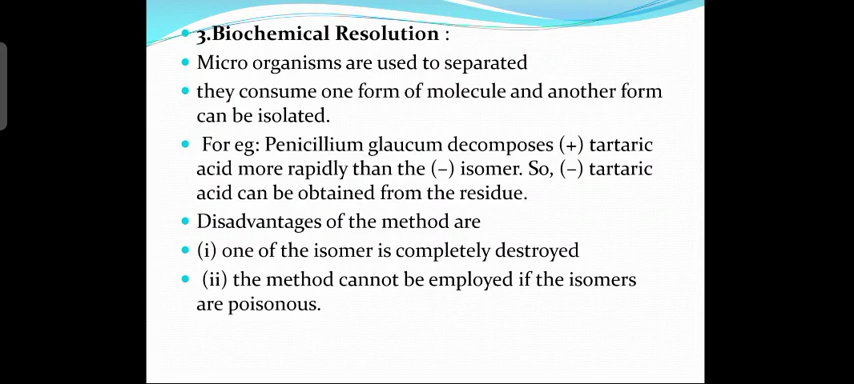 3.Biochemical Resolution :
Micro organisms are used to separated
they consume one form of molecule and another form
can be isolated.
For eg: Penicillium glaucum decomposes (+) tartaric
acid more rapidly than the (–) isomer. So, (–) tartaric
acid can be obtained from the residue.
Disadvantages of the method are
(i) one of the isomer is completely destroyed
(ii) the method cannot be employed if the isomers
are poisonous.